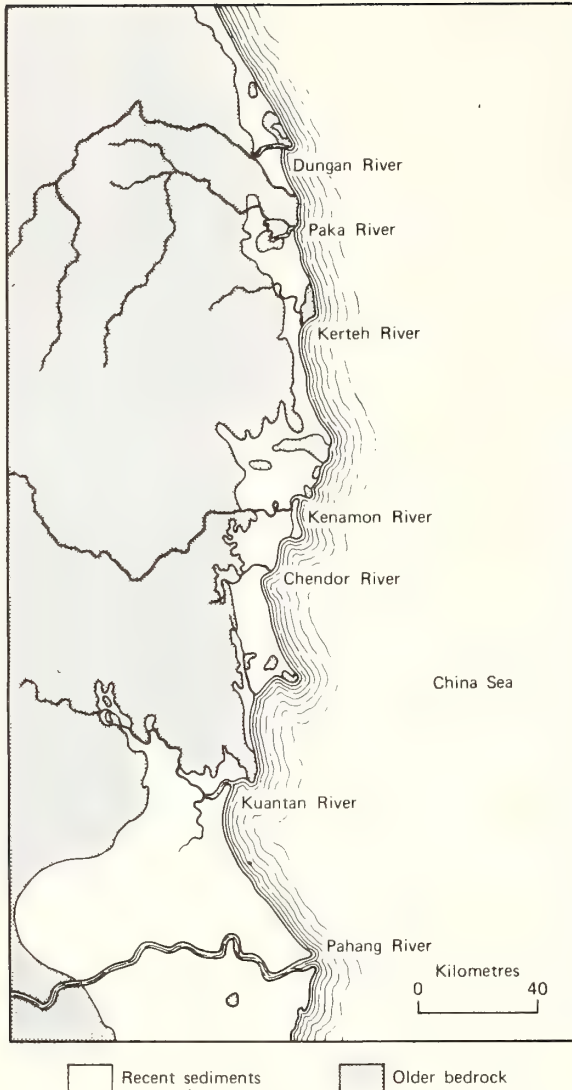 Dungan River
Paka River
Kerteh River
Kenamon River
Chendor River
China Sea
Kuantan River
Pahang River
Kilometres
0 40
Recent sediments
Older bedrock